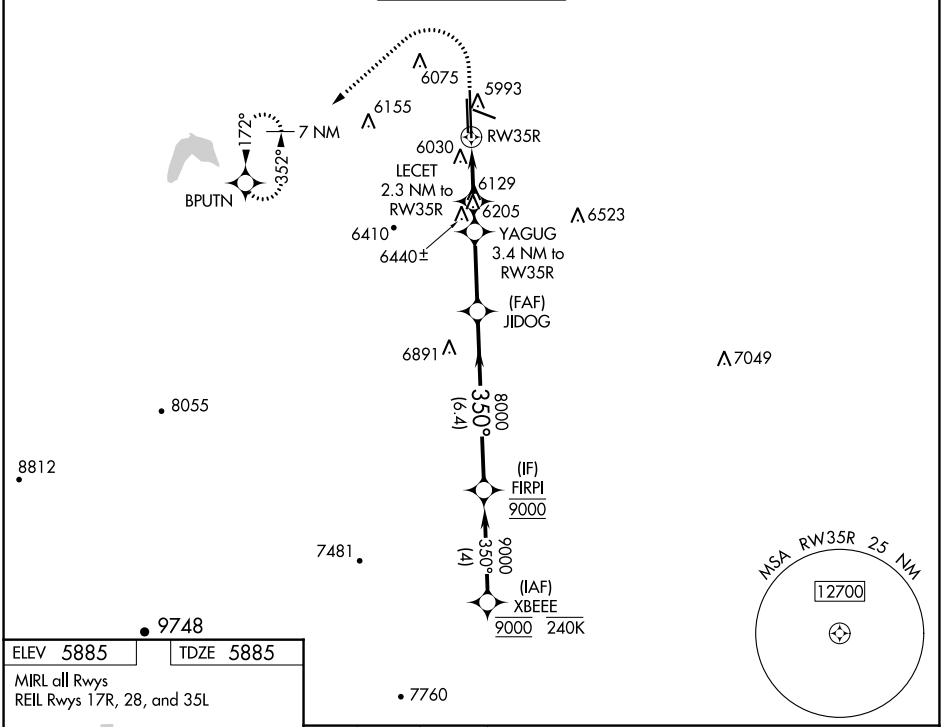 6075
5993
6155
172°
352°
7 NM
RW35R
6030
LECET
2.3 NM to
RW35R
6129
BPUTN
6205
6523
6410
6440±
YAGUG
3.4 NM to
RW35R
(FAF)
JIDOG
6891
7049
8000
350°
(6.4)
8055
8812
(IF)
FIRPI
9000
9000
350°
(4)
7481
(IAF)
XBEEE
9000 240K
MSA RW35R 25 NM
12700
9748
ELEV 5885 TDZE 5885
MIRL all Rwys
REIL Rwys 17R, 28, and 35L
7760